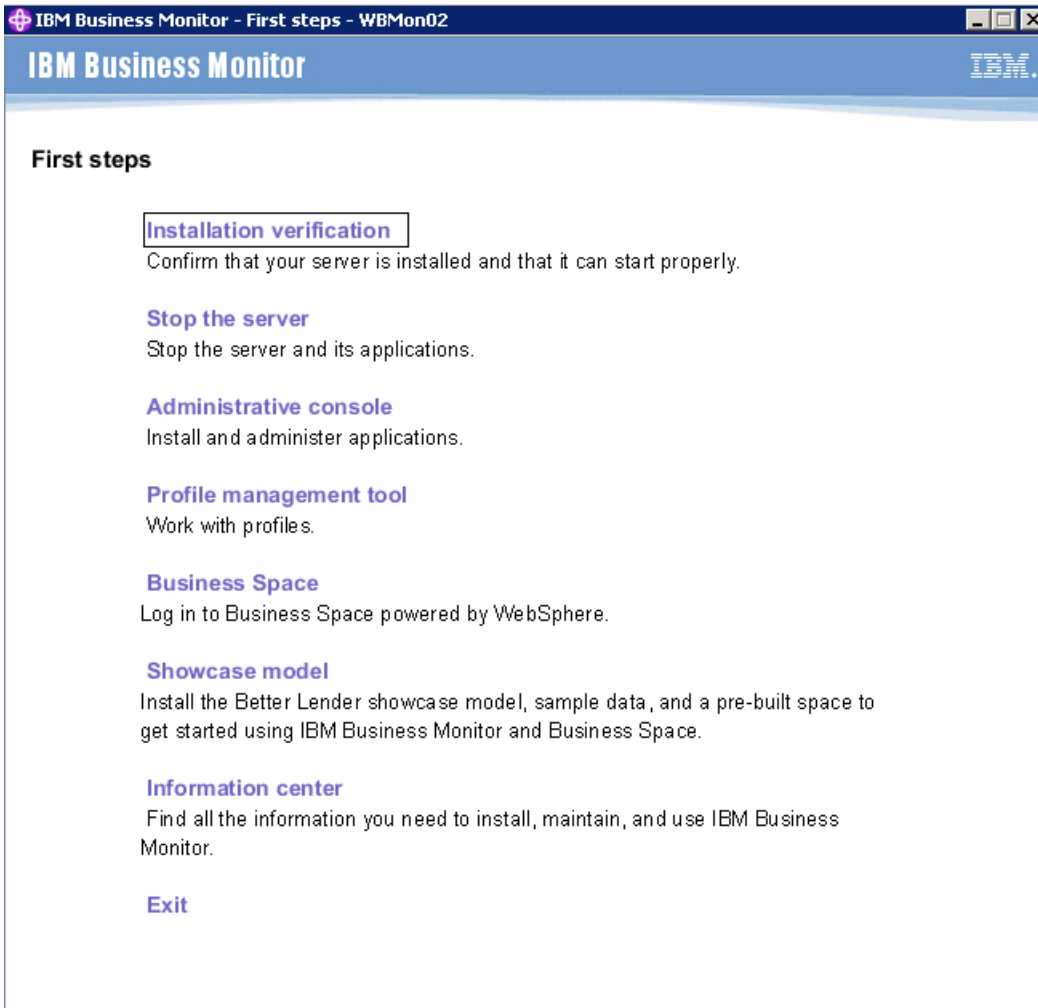 IBM Business Monitor - First steps - WBMon02
IBM Business Monitor
IBM.
First steps
Installation verification
Confirm that your server is installed and that it can start properly.
Stop the server
Stop the server and its applications.
Administrative console
Install and administer applications.
Profile management tool
Work with profiles.
Business Space
Log in to Business Space powered by WebSphere.
Showcase model
Install the Better Lender showcase model, sample data, and a pre-built space to
get started using IBM Business Monitor and Business Space.
Information center
Find all the information you need to install, maintain, and use IBM Business
Monitor.
Exit